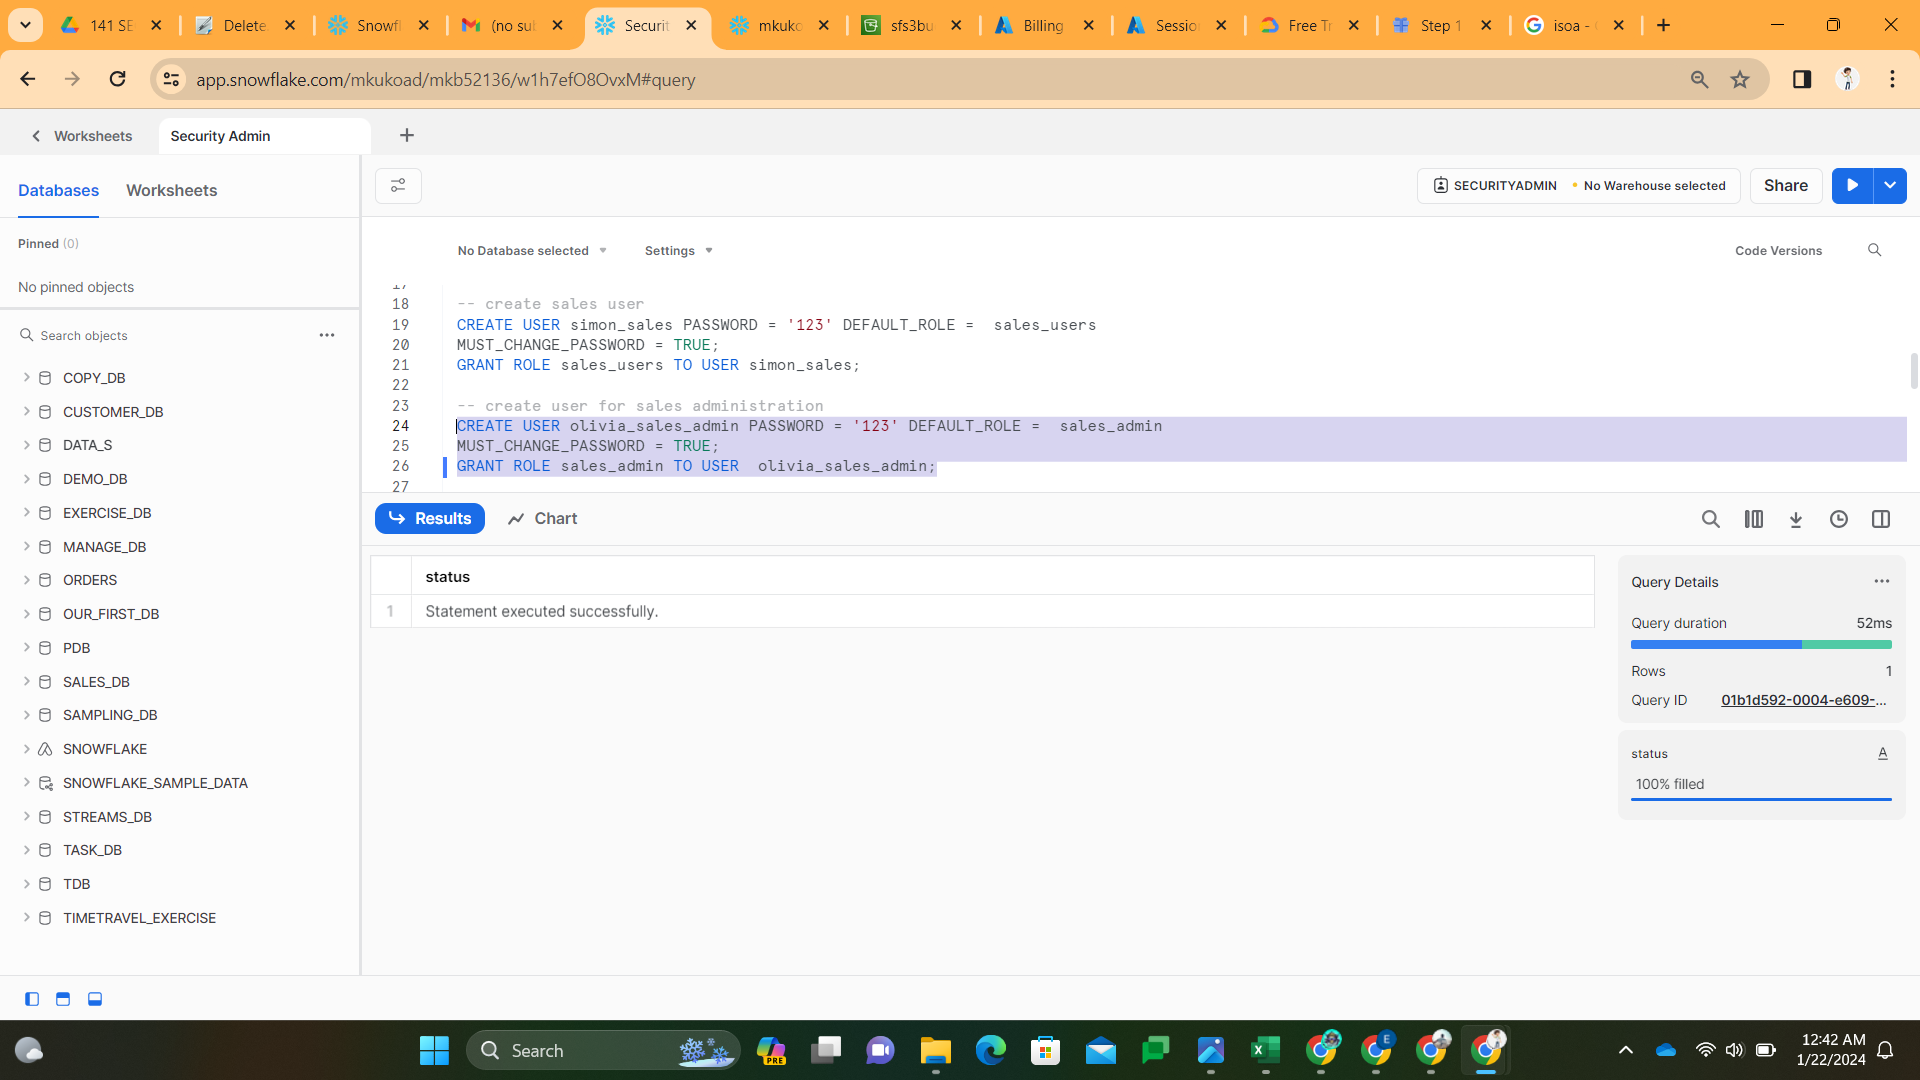 141 SE
Delete
Snowfl
(no sub
Securit
mkuko
sfs3bu
Billing
Sessio
Free Tr
Step 1
isoa -
app.snowflake.com/mkukoad/mkb52136/w1h7efO8OvxM#query
Worksheets
Security Admin
Databases
Worksheets
SECURITYADMIN
No Warehouse selected
Share
Pinned (0)
No pinned objects
No Database selected
Settings
Code Versions
Search objects
COPY_DB
CUSTOMER_DB
DATA_S
DEMO_DB
EXERCISE_DB
MANAGE_DB
ORDERS
OUR_FIRST_DB
PDB
SALES_DB
SAMPLING_DB
SNOWFLAKE
SNOWFLAKE_SAMPLE_DATA
STREAMS_DB
TASK_DB
TDB
TIMETRAVEL_EXERCISE
17
18 -- create sales user
19 CREATE USER simon_sales PASSWORD = '123' DEFAULT_ROLE =  sales_users
20 MUST_CHANGE_PASSWORD = TRUE;
21 GRANT ROLE sales_users TO USER simon_sales;
22
23 -- create user for sales administration
24 CREATE USER olivia_sales_admin PASSWORD = '123' DEFAULT_ROLE =  sales_admin
25 MUST_CHANGE_PASSWORD = TRUE;
26 GRANT ROLE sales_admin TO USER  olivia_sales_admin;
27
Results
Chart
status
1 Statement executed successfully.
Query Details
Query duration 52ms
Rows 1
Query ID 01b1d592-0004-e609-...
status A
100% filled
Search
PRE
E
12:42 AM
1/22/2024